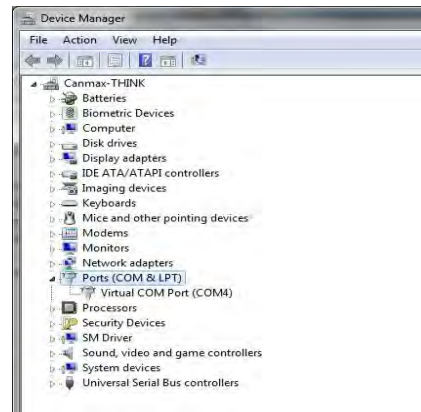 Device Manager
File Action View Help
Canmax-THINK
Batteries
Biometric Devices
Computer
Disk drives
Display adapters
IDE ATA/ATAPI controllers
Imaging devices
Keyboards
Mice and other pointing devices
Modems
Monitors
Network adapters
Ports (COM & LPT)
Virtual COM Port (COM4)
Processors
Security Devices
SM Driver
Sound, video and game controllers
System devices
Universal Serial Bus controllers